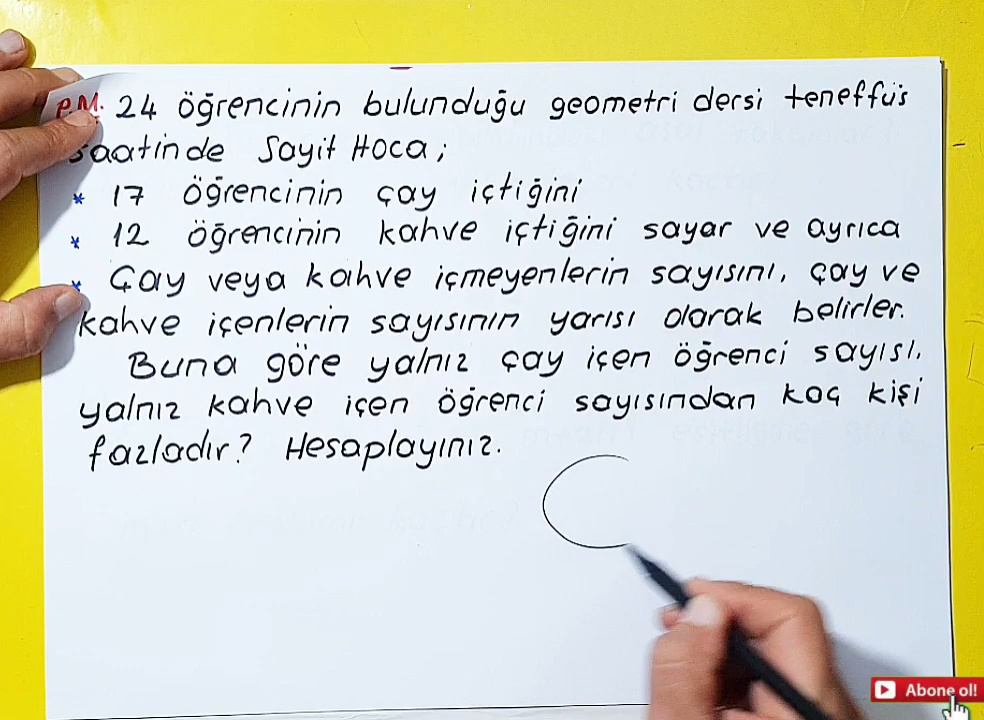 P.M. 24 öğrencinin bulunduğu geometri dersi teneffüs
saatinde Sayit Hoca;
* 17 öğrencinin çay içtiğini
* 12 öğrencinin kahve içtiğini sayar ve ayrıca
* Çay veya kahve içmeyenlerin sayısını, çay ve
kahve içenlerin sayısının yarısı olarak belirler.
Buna göre yalnız çay içen öğrenci sayısı,
yalnız kahve içen öğrenci sayısından kaç kişi
fazladır? Hesaplayınız.
Abone ol!